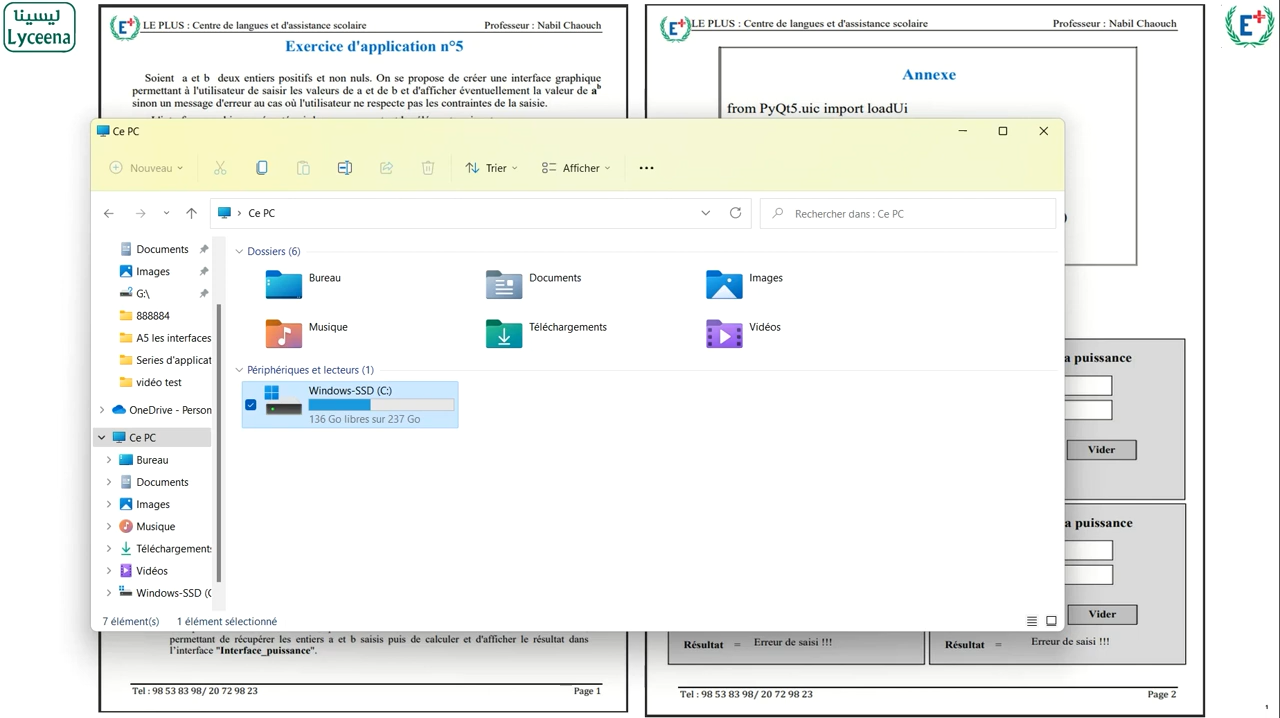 ليسينا
Lyceena
LE PLUS : Centre de langues et d'assistance scolaire
Professeur : Nabil Chaouch
Exercice d'application n°5
Soient a et b deux entiers positifs et non nuls. On se propose de créer une interface graphique
permettant à l'utilisateur de saisir les valeurs de a et de b et d'afficher éventuellement la valeur de a^b
sinon un message d'erreur au cas où l'utilisateur ne respecte pas les contraintes de la saisie.
LE PLUS : Centre de langues et d'assistance scolaire
Professeur : Nabil Chaouch
Annexe
from PyQt5.uic import loadUi
Ce PC
Nouveau
Trier
Afficher
Ce PC
Rechercher dans : Ce PC
Documents
Images
G:\
888884
A5 les interfaces
Series d'applicat
vidéo test
OneDrive - Person
Ce PC
Bureau
Documents
Images
Musique
Téléchargements
Vidéos
Windows-SSD (C
Dossiers (6)
Bureau
Documents
Images
Musique
Téléchargements
Vidéos
Périphériques et lecteurs (1)
Windows-SSD (C:)
136 Go libres sur 237 Go
7 élément(s)
1 élément sélectionné
a puissance
Vider
a puissance
Vider
Résultat = Erreur de saisi !!!
Résultat = Erreur de saisi !!!
permettant de récupérer les entiers a et b saisis puis de calculer et d'afficher le résultat dans
l'interface "Interface_puissance".
Tel : 98 53 83 98/ 20 72 98 23
Page 1
Tel : 98 53 83 98/ 20 72 98 23
Page 2
1